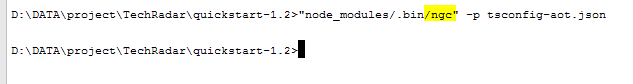 D:\DATA\project\TechRadar\quickstart-1.2>"node_modules/.bin/ngc" -p tsconfig-aot.json
D:\DATA\project\TechRadar\quickstart-1.2>